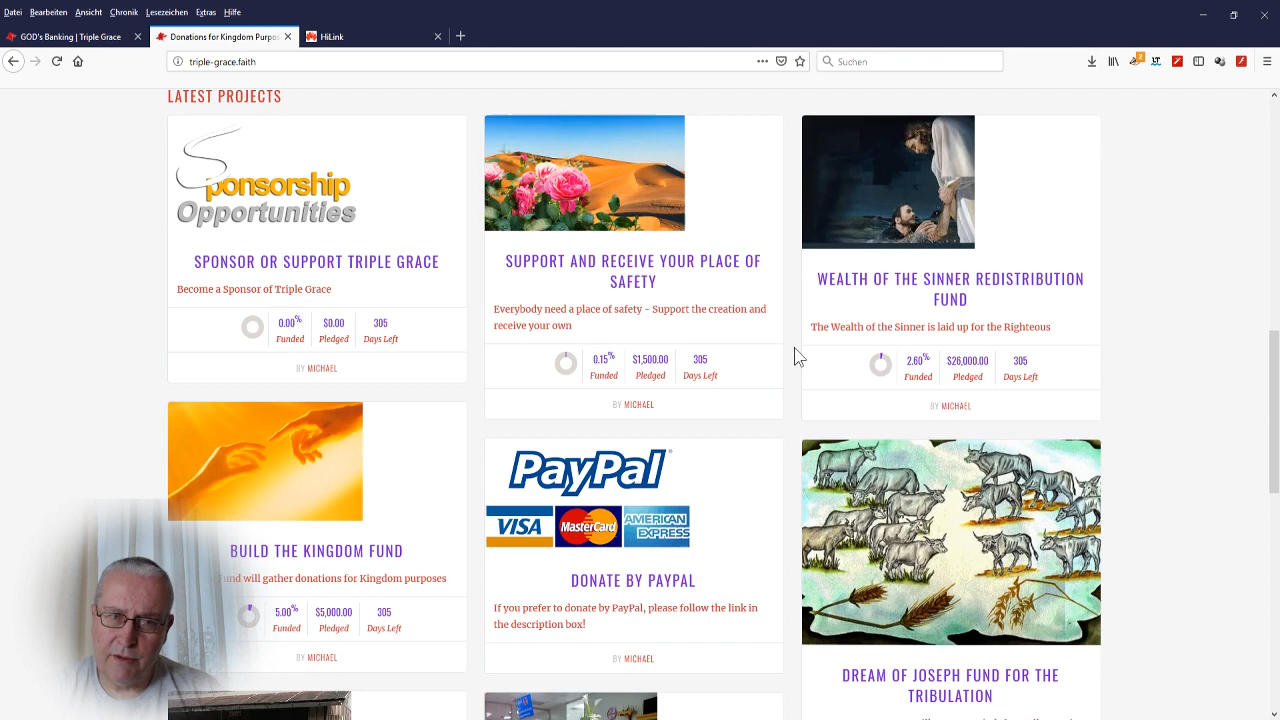 Datei Bearbeiten
GOD's Banking | Triple Grace
Donations for Kingdom Purpos
HiLink
triple-grace.faith
Suchen
LATEST PROJECTS
Sponsorship
Opportunities
SPONSOR OR SUPPORT TRIPLE GRACE
Become a Sponsor of Triple Grace
0.00% $0.00 305
Funded Pledged Days Left
BY MICHAEL
SUPPORT AND RECEIVE YOUR PLACE OF
SAFETY
Everybody need a place of safety - Support the creation and
receive your own
0.15% $1,500.00 305
Funded Pledged Days Left
BY MICHAEL
WEALTH OF THE SINNER REDISTRIBUTION
FUND
The Wealth of the Sinner is laid up for the Righteous
2.60% $26,000.00 305
Funded Pledged Days Left
BY MICHAEL
BUILD THE KINGDOM FUND
Fund will gather donations for Kingdom purposes
5.00% $5,000.00 305
Funded Pledged Days Left
BY MICHAEL
PayPal
VISA MasterCard AMERICAN
EXPRESS
DONATE BY PAYPAL
If you prefer to donate by PayPal, please follow the link in
the description box!
BY MICHAEL
DREAM OF JOSEPH FUND FOR THE
TRIBULATION